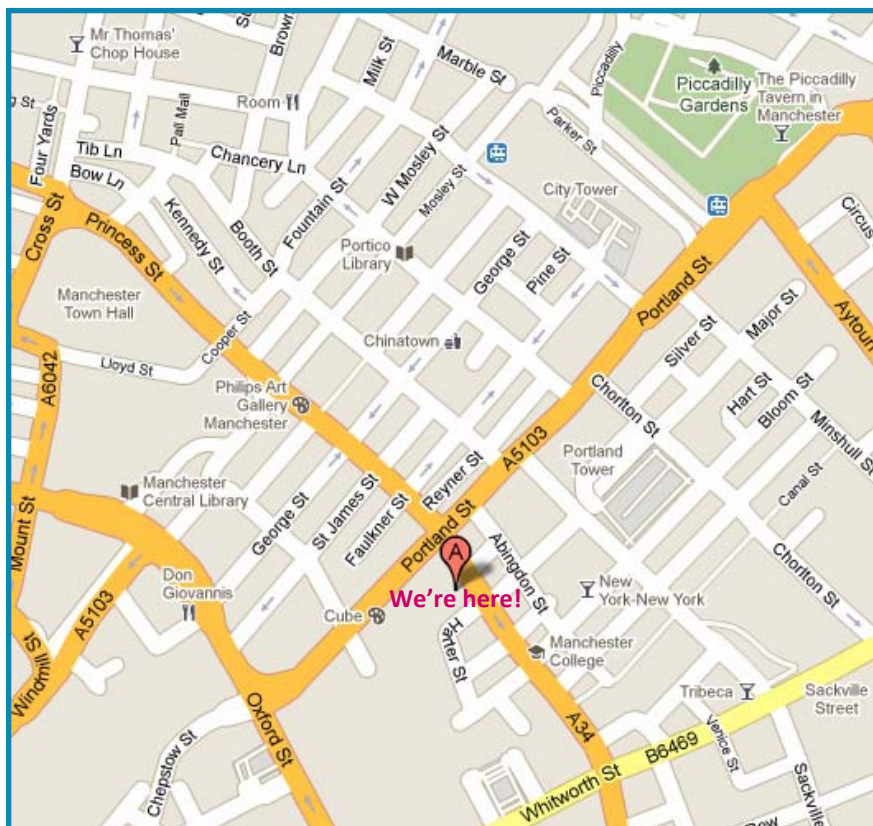 Mr Thomas'
Chop House
Milk St
Marble St
Piccadilly
Piccadilly
Gardens
The Piccadilly
Tavern in
Manchester
Room
Pall Mall
Four Yards
Tib Ln
Bow Ln
Chancery Ln
Fountain St
W Mosley St
Mosley St
Parker St
City Tower
Cross St
Princess St
Kennedy St
Booth St
Portico
Library
George St
Pine St
Portland St
Circus
Aytoun
Manchester
Town Hall
Cooper St
Lloyd St
A6042
Chinatown
Silver St
Major St
Philips Art
Gallery
Manchester
Chorlton St
Hart St
Bloom St
Minshull St
A5103
Portland
Tower
Canal St
Manchester
Central Library
George St
St James St
Faulkner St
Reyner St
Portland St
Mount St
Chorlton St
A
Abingdon St
Don
Giovannis
A5103
We're here!
New
York-New York
Cube
Harter St
Manchester
College
Windmill St
Oxford St
A34
Tribeca
Sackville
Street
Chepstow St
Venice St
B6469
Whitworth St
Sackville